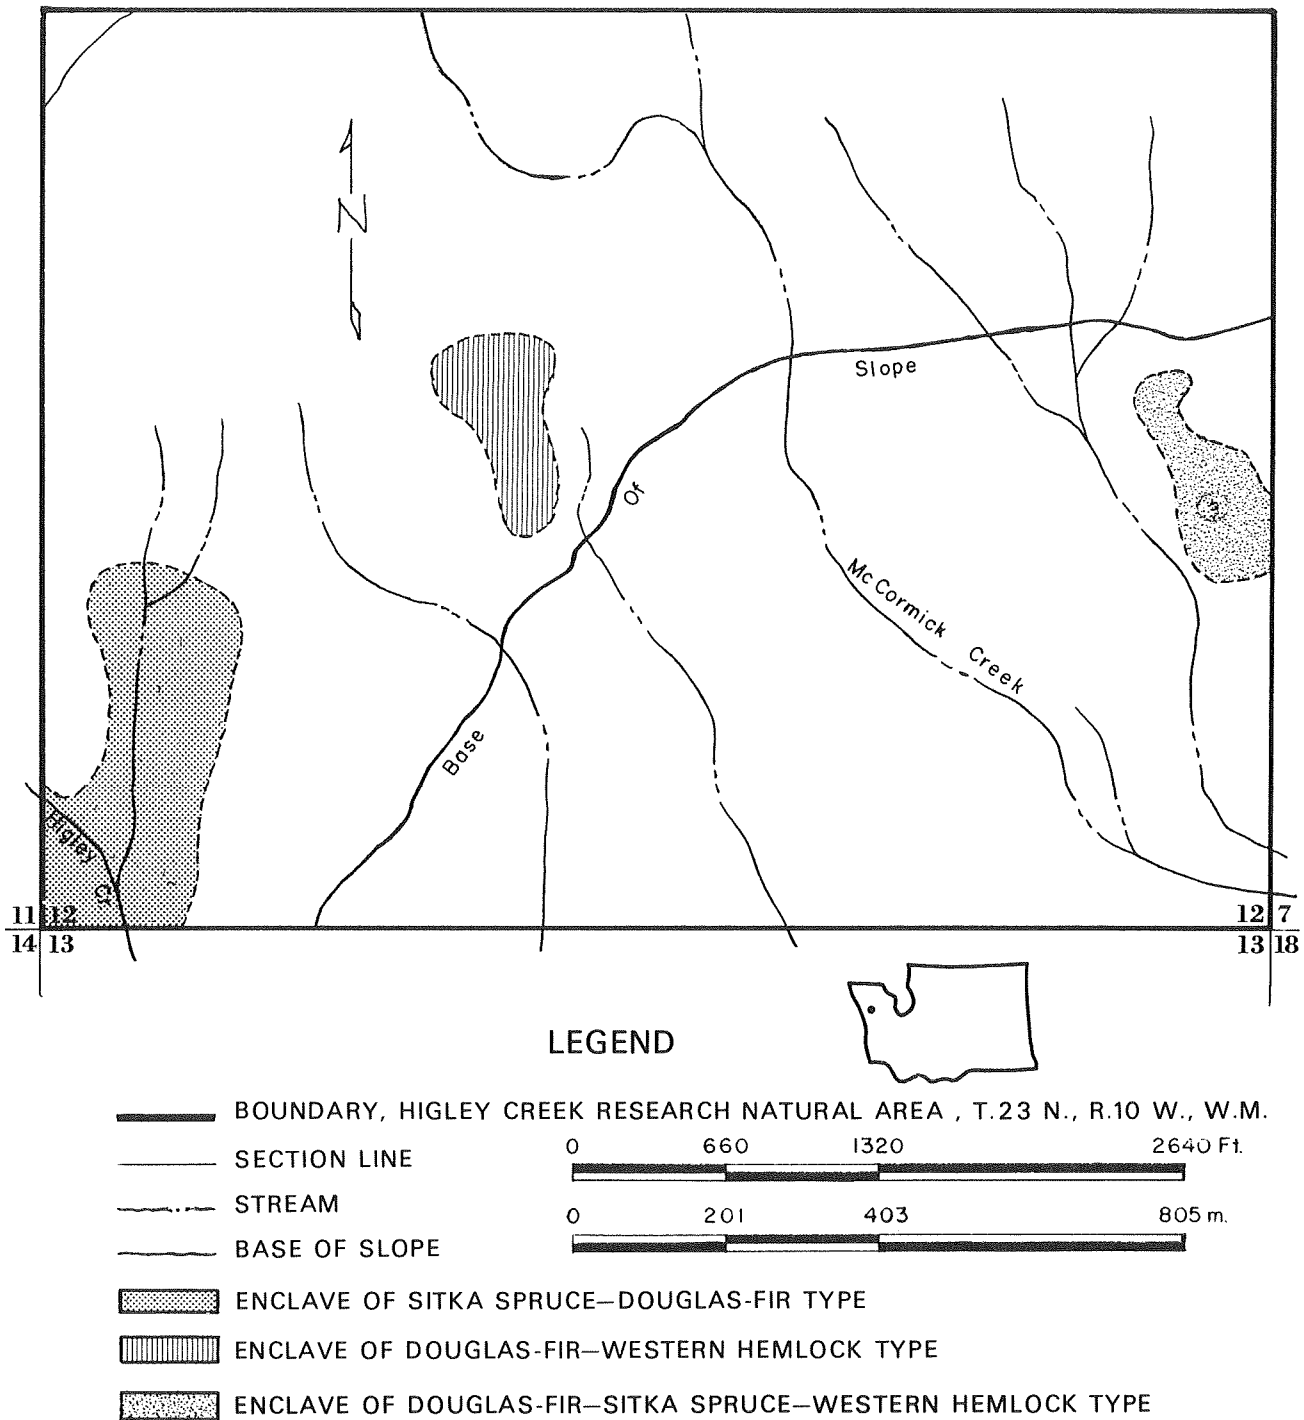 N
Slope
Of
Base
Mc Cormick Creek
Higley Cr
11 12
14 13
12 7
13 18
LEGEND
BOUNDARY, HIGLEY CREEK RESEARCH NATURAL AREA , T.23 N., R.10 W., W.M.
SECTION LINE
STREAM
BASE OF SLOPE
0 660 1320 2640 Ft.
0 201 403 805 m.
ENCLAVE OF SITKA SPRUCE–DOUGLAS-FIR TYPE
ENCLAVE OF DOUGLAS-FIR–WESTERN HEMLOCK TYPE
ENCLAVE OF DOUGLAS-FIR–SITKA SPRUCE–WESTERN HEMLOCK TYPE